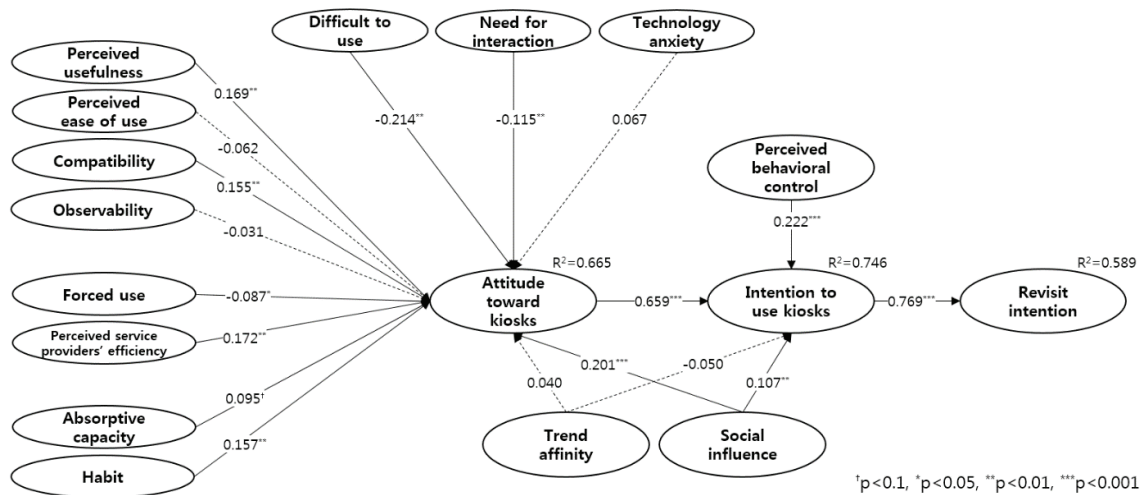 Difficult to
use
Need for
interaction
Technology
anxiety
Perceived
usefulness
0.169**
Perceived
ease of use
-0.062
Compatibility
0.155**
Observability
-0.031
-0.214**
-0.115**
0.067
Perceived
behavioral
control
0.222***
Forced use
-0.087*
Perceived service
providers' efficiency
0.172**
Absorptive
capacity
0.095†
Habit
0.157**
R²=0.665
Attitude
toward
kiosks
0.659***
R²=0.746
Intention to
use kiosks
0.769***
R²=0.589
Revisit
intention
0.040
0.201***
-0.050
0.107**
Trend
affinity
Social
influence
†p<0.1, *p<0.05, **p<0.01, ***p<0.001